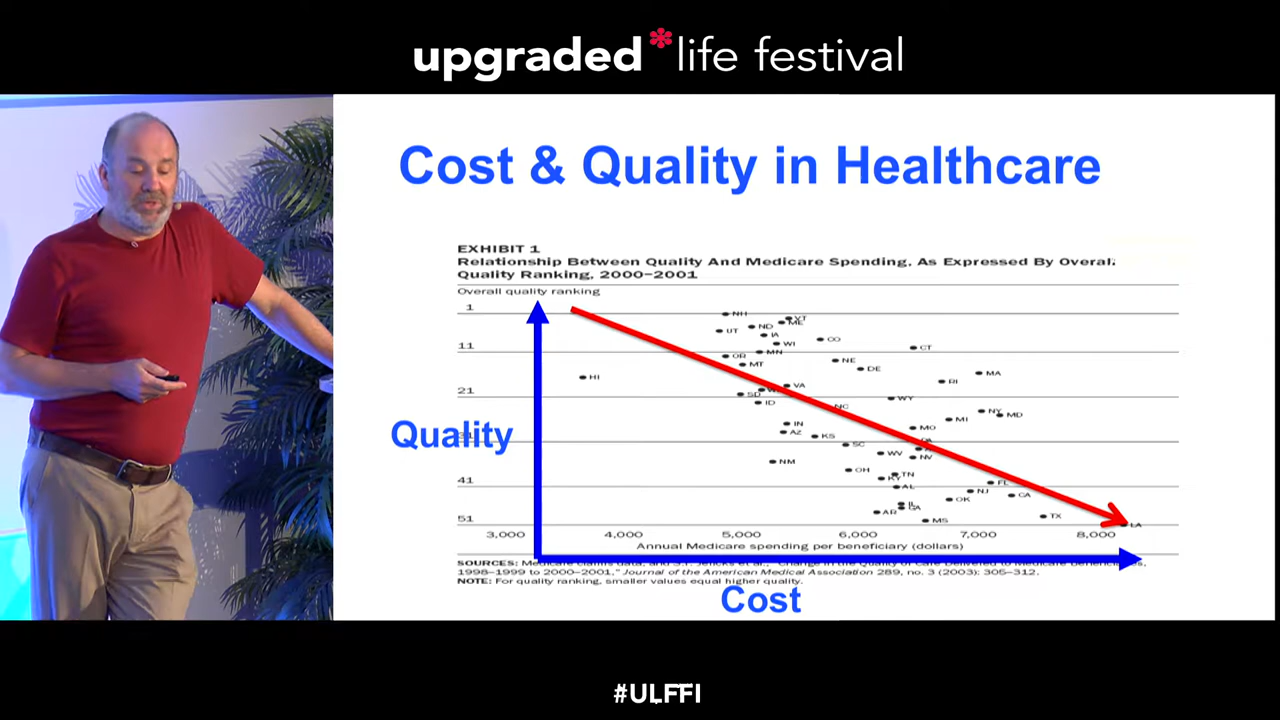 upgraded*life festival
Cost & Quality in Healthcare
EXHIBIT 1
Relationship Between Quality And Medicare Spending, As Expressed By Overall
Quality Ranking, 2000–2001
Overall quality ranking
1
NH
VT
ME
ND
UT
IA
CO
WI
11
CT
MN
OR
NE
MT
DE
MA
HI
RI
VA
21
SD
WY
ID
NC
NY
MD
MI
IN
MO
Quality
AZ
KS
SC
WV
NV
NM
OH
TN
KY
FL
41
AL
NJ
CA
OK
GA
AR
TX
MS
51
LA
3,000 4,000 5,000 6,000 7,000 8,000
Annual Medicare spending per beneficiary (dollars)
SOURCES: Medicare claims data; and S.F. Jencks et al., "Change in the Quality of Care Delivered to Medicare Beneficiaries,
1998–1999 to 2000–2001," Journal of the American Medical Association 289, no. 3 (2003): 305–312.
NOTE: For quality ranking, smaller values equal higher quality.
Cost
#ULFFI